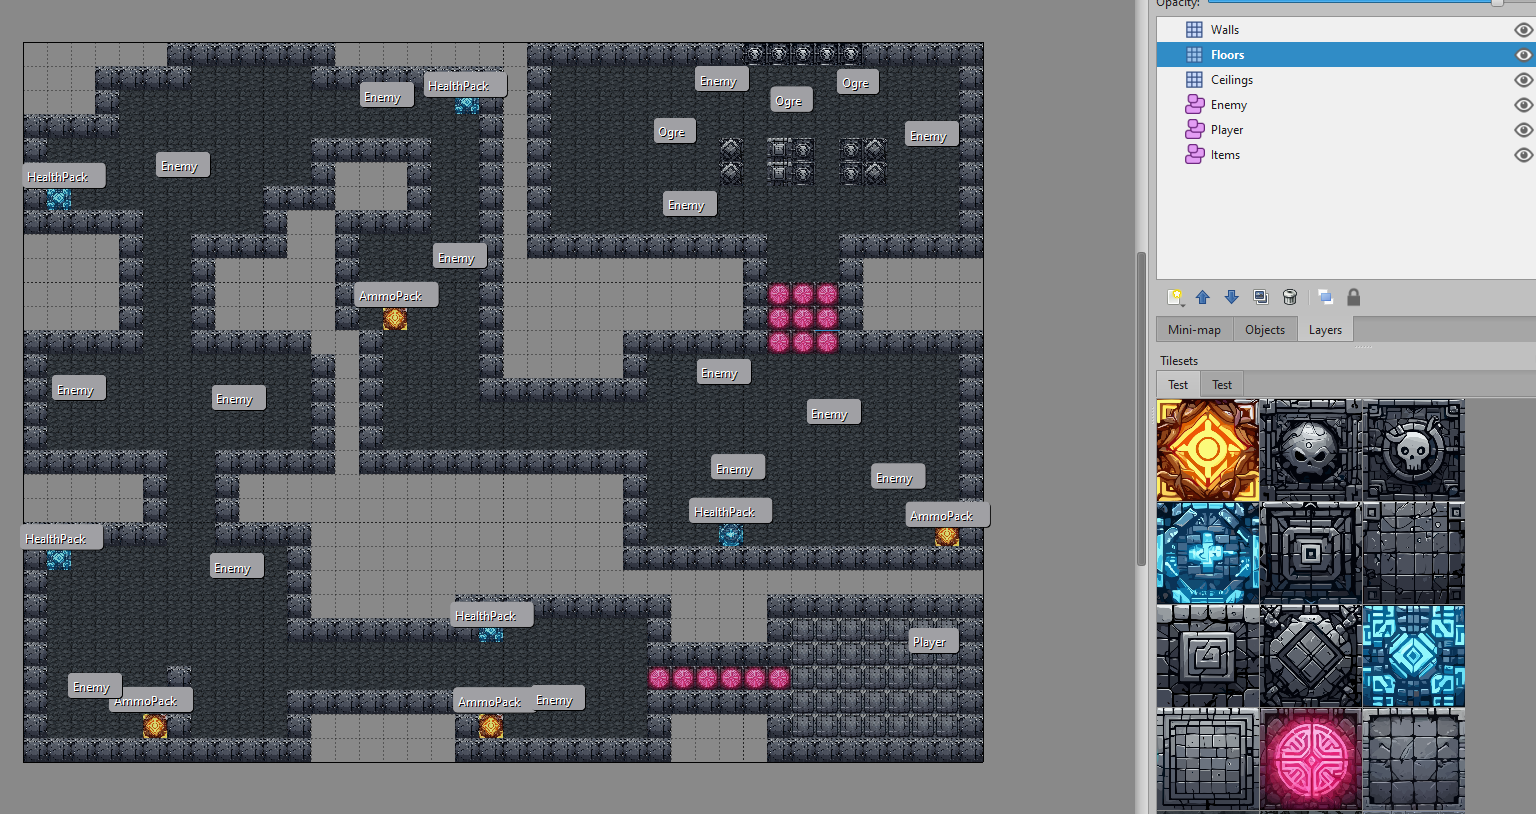 Opacity:
Walls
Floors
Ceilings
Enemy
Player
Items
Mini-map
Objects
Layers
Tilesets
Test
Test
Enemy
HealthPack
Enemy
Ogre
Ogre
Ogre
Enemy
Enemy
HealthPack
Enemy
Enemy
AmmoPack
Enemy
Enemy
Enemy
Enemy
Enemy
Enemy
HealthPack
AmmoPack
HealthPack
Enemy
HealthPack
Player
Enemy
AmmoPack
AmmoPack
Enemy